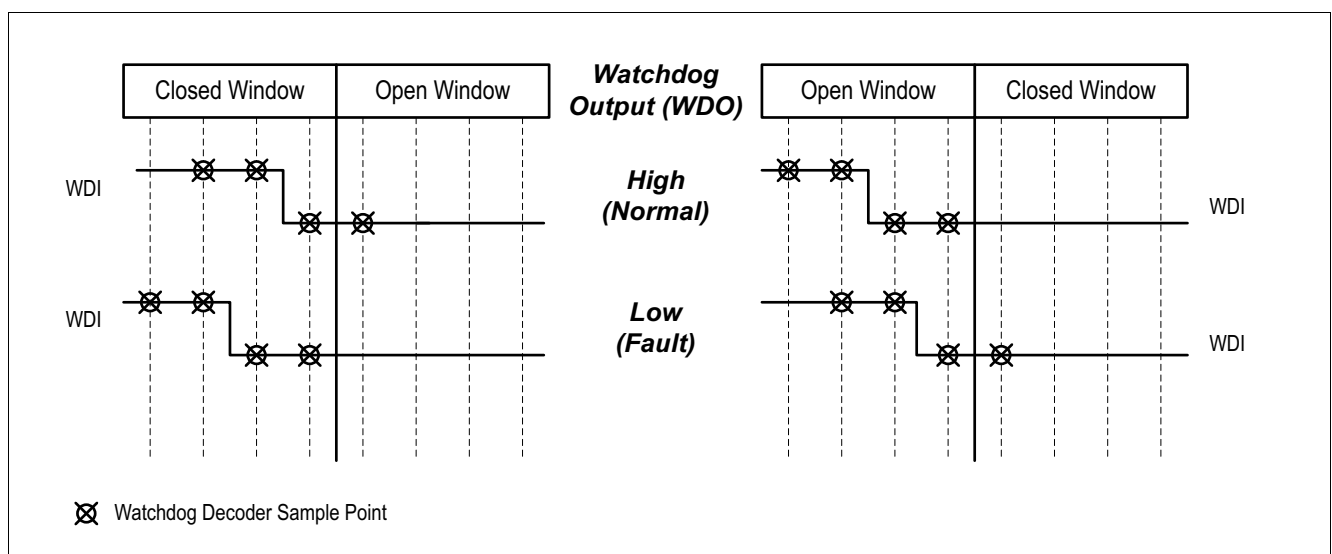 Closed Window
Open Window
Watchdog
Output (WDO)
Open Window
Closed Window
WDI
High
(Normal)
WDI
WDI
Low
(Fault)
WDI
Watchdog Decoder Sample Point